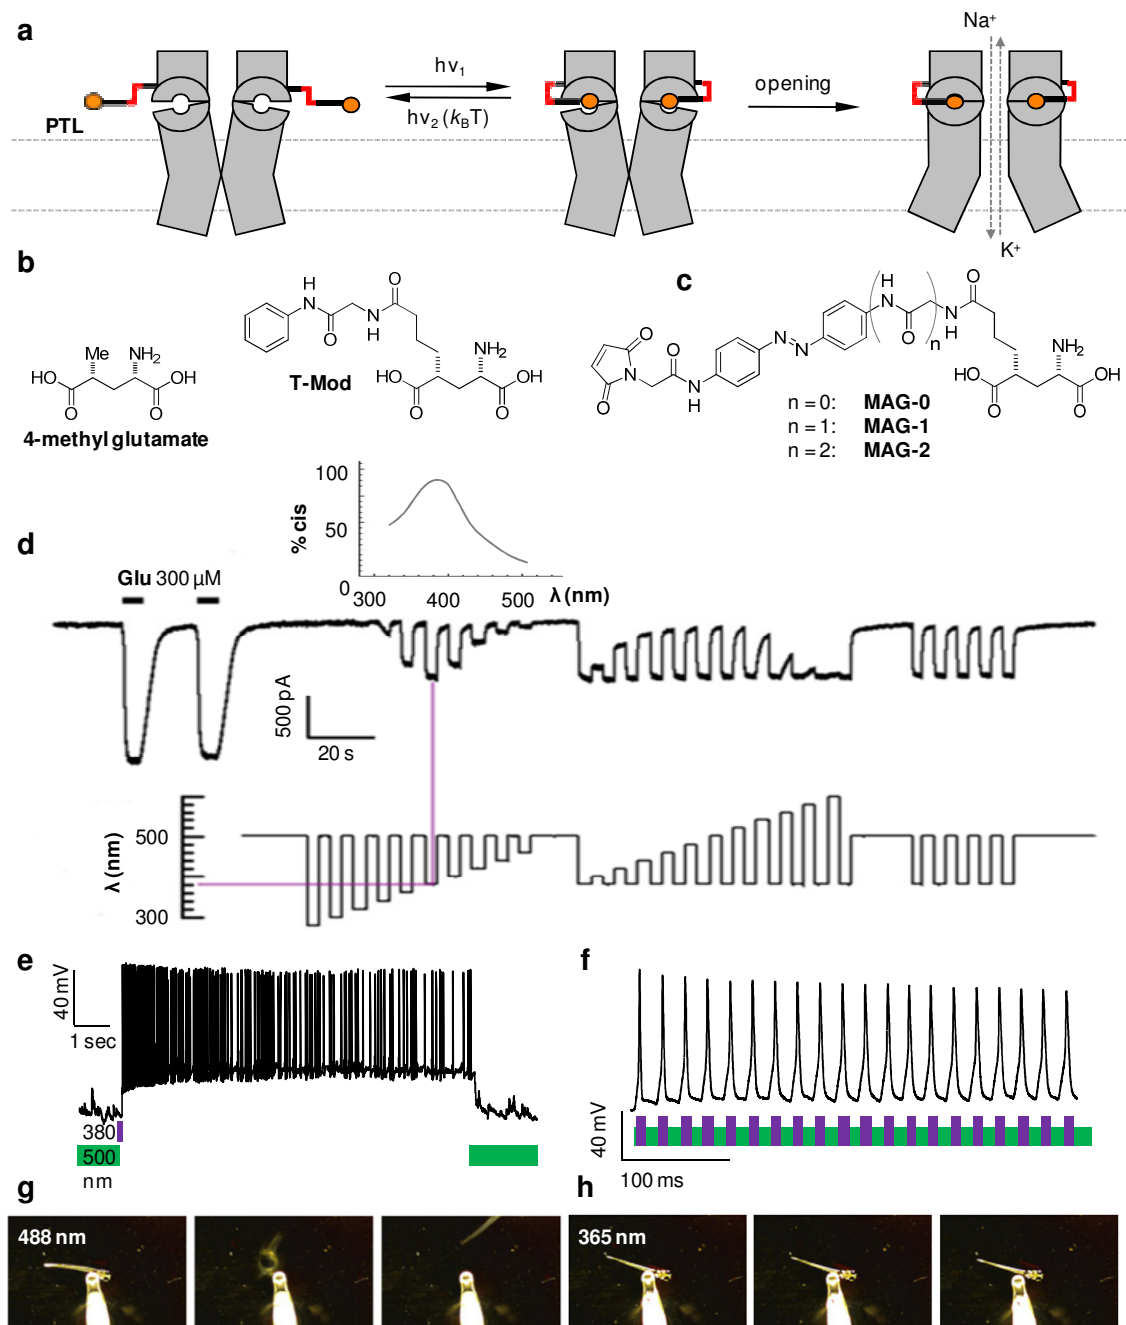 a
Na⁺
hν₁
opening
hν₂ (k_BT)
PTL
K⁺
b
c
H
N
O
N
H
O
O
N
H
O
Me
NH₂
HO
OH
O
O
NH₂
HO
OH
O
O
T-Mod
4-methyl glutamate
O
N
O
O
N
H
N
N
H
N
O
n
N
H
O
NH₂
HO
OH
O
O
n = 0: MAG-0
n = 1: MAG-1
n = 2: MAG-2
d
100
50
0
% cis
300
400
500
λ (nm)
Glu 300 µM
500 pA
20 s
λ (nm)
500
400
300
e
40 mV
1 sec
380
500
nm
f
40 mV
100 ms
g
488 nm
h
365 nm